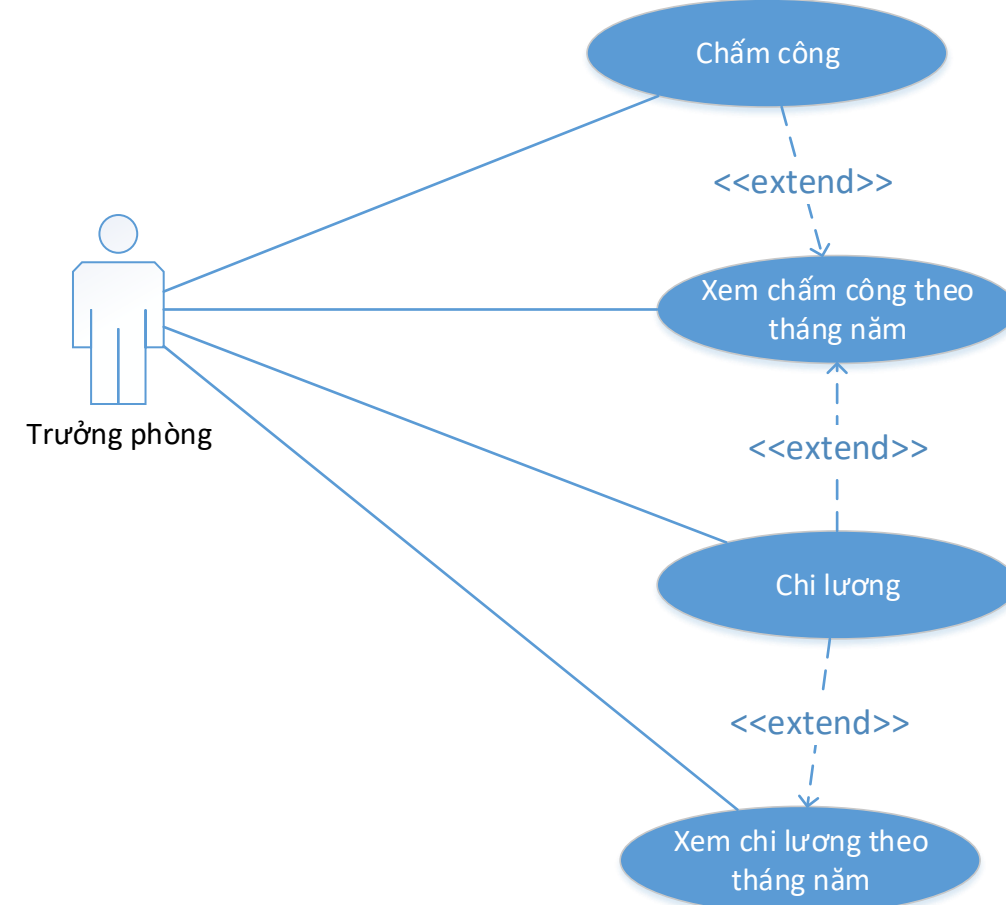 Chấm công
<<extend>>
Xem chấm công theo
tháng năm
Trưởng phòng
<<extend>>
Chi lương
<<extend>>
Xem chi lương theo
tháng năm